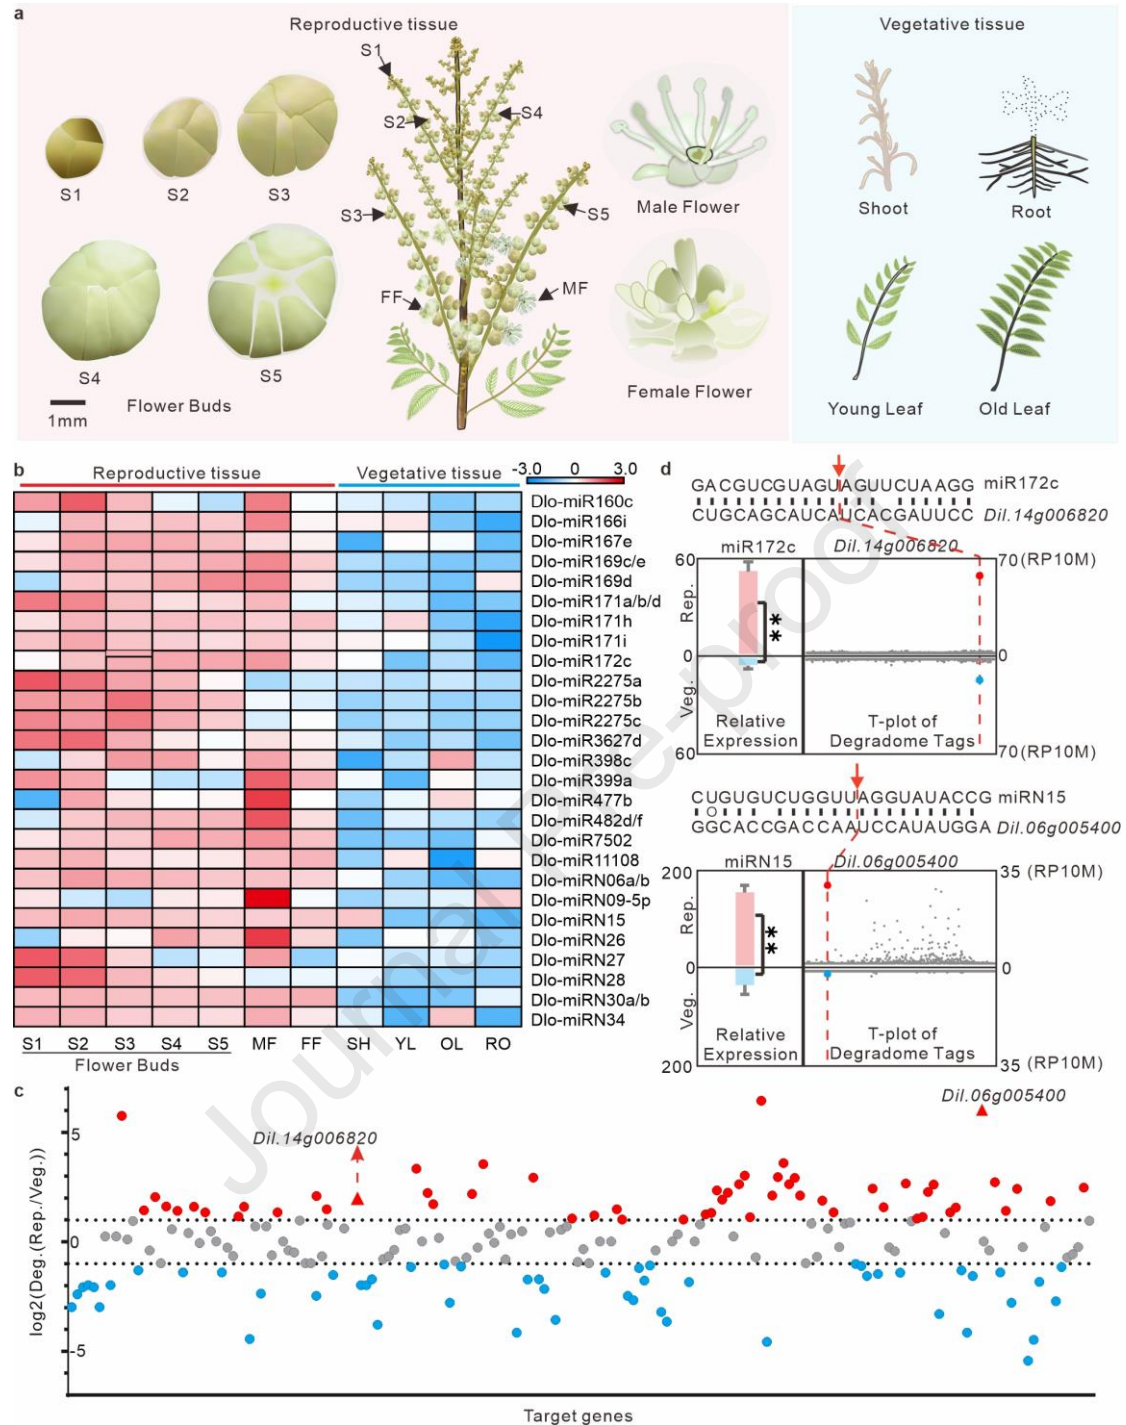 a
Reproductive tissue
Vegetative tissue
S1
S4
S2
S1
S2
S3
S3
S5
Male Flower
Shoot
Root
FF
MF
S4
S5
Female Flower
Young Leaf
Old Leaf
Flower Buds
1mm
b
Reproductive tissue
Vegetative tissue
-3.0 0 3.0
Dlo-miR160c
Dlo-miR166i
Dlo-miR167e
Dlo-miR169c/e
Dlo-miR169d
Dlo-miR171a/b/d
Dlo-miR171h
Dlo-miR171i
Dlo-miR172c
Dlo-miR2275a
Dlo-miR2275b
Dlo-miR2275c
Dlo-miR3627d
Dlo-miR398c
Dlo-miR399a
Dlo-miR477b
Dlo-miR482d/f
Dlo-miR7502
Dlo-miR11108
Dlo-miRN06a/b
Dlo-miRN09-5p
Dlo-miRN15
Dlo-miRN26
Dlo-miRN27
Dlo-miRN28
Dlo-miRN30a/b
Dlo-miRN34
S1 S2 S3 S4 S5 MF FF SH YL OL RO
Flower Buds
d
GACGUCGUAGUAGUUCUAAGG miR172c
CUGCAGCAUCAUCACGAUUCC Dil.14g006820
miR172c Dil.14g006820
60 70 (RP10M)
Rep.
**
0 0
Veg.
Relative Expression
T-plot of Degradome Tags
60 70 (RP10M)
CUGUGUCUGGUUAGGUAUACCG miRN15
GGCACCGACCAAUCCAUAUGGA Dil.06g005400
miRN15 Dil.06g005400
200 35 (RP10M)
Rep.
**
0 0
Veg.
Relative Expression
T-plot of Degradome Tags
200 35 (RP10M)
c
Dil.06g005400
Dil.14g006820
5
0
-5
log2(Deg.(Rep./Veg.))
Target genes
Journal Pre-proof